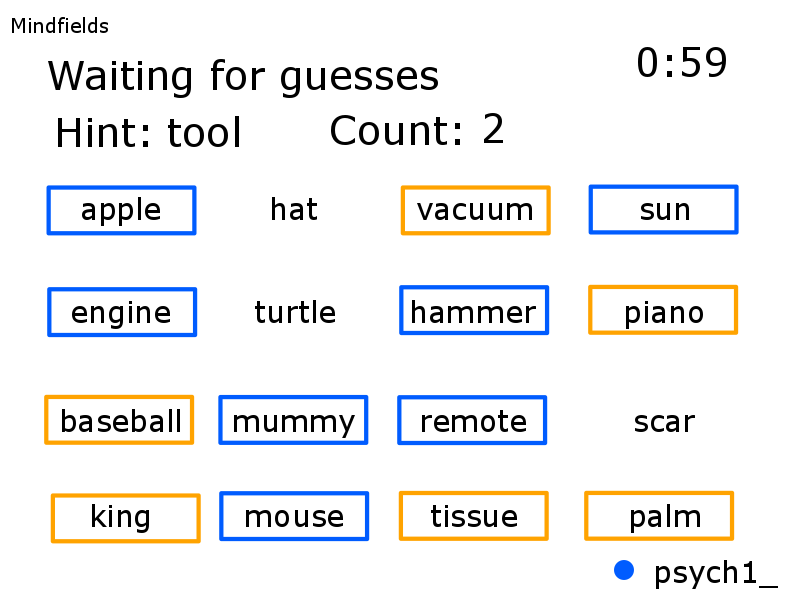 Mindfields
Waiting for guesses 0:59
Hint: tool Count: 2
apple hat vacuum sun
engine turtle hammer piano
baseball mummy remote scar
king mouse tissue palm
psych1_